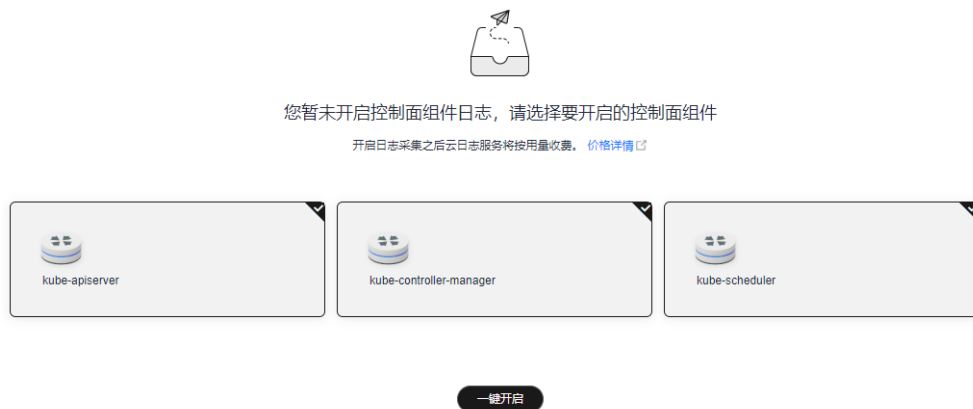 您暂未开启控制面组件日志，请选择要开启的控制面组件
开启日志采集之后云日志服务将按用量收费。 价格详情
kube-apiserver
kube-controller-manager
kube-scheduler
一键开启